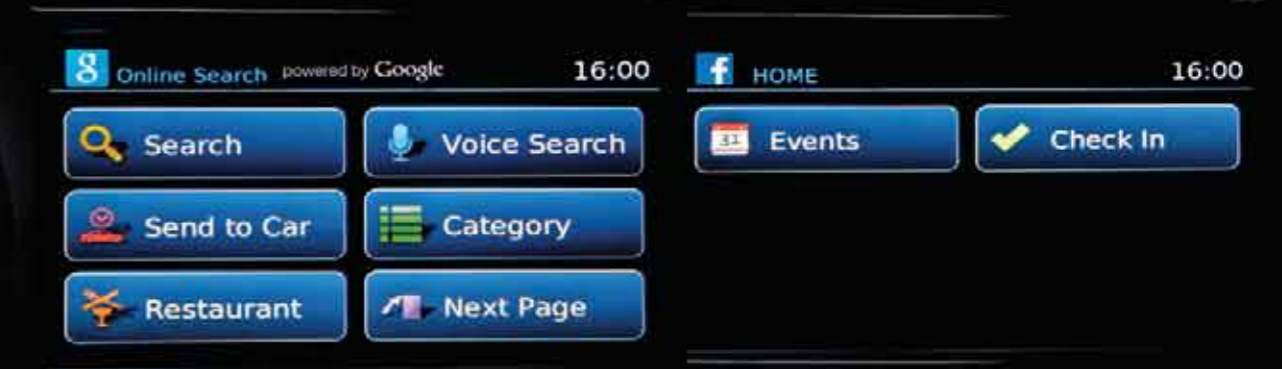 Online Search powered by Google 16:00
Search
Voice Search
Send to Car
Category
Restaurant
Next Page
HOME 16:00
31 Events
Check In